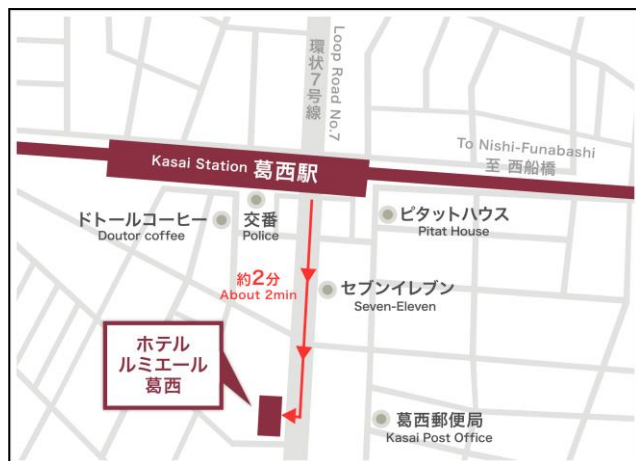 環状7号線
Loop Road No.7
To Nishi-Funabashi
至 西船橋
Kasai Station 葛西駅
ドトールコーヒー
Doutor coffee
交番
Police
ピタットハウス
Pitat House
約2分
About 2min
セブンイレブン
Seven-Eleven
ホテル
ルミエール
葛西
葛西郵便局
Kasai Post Office